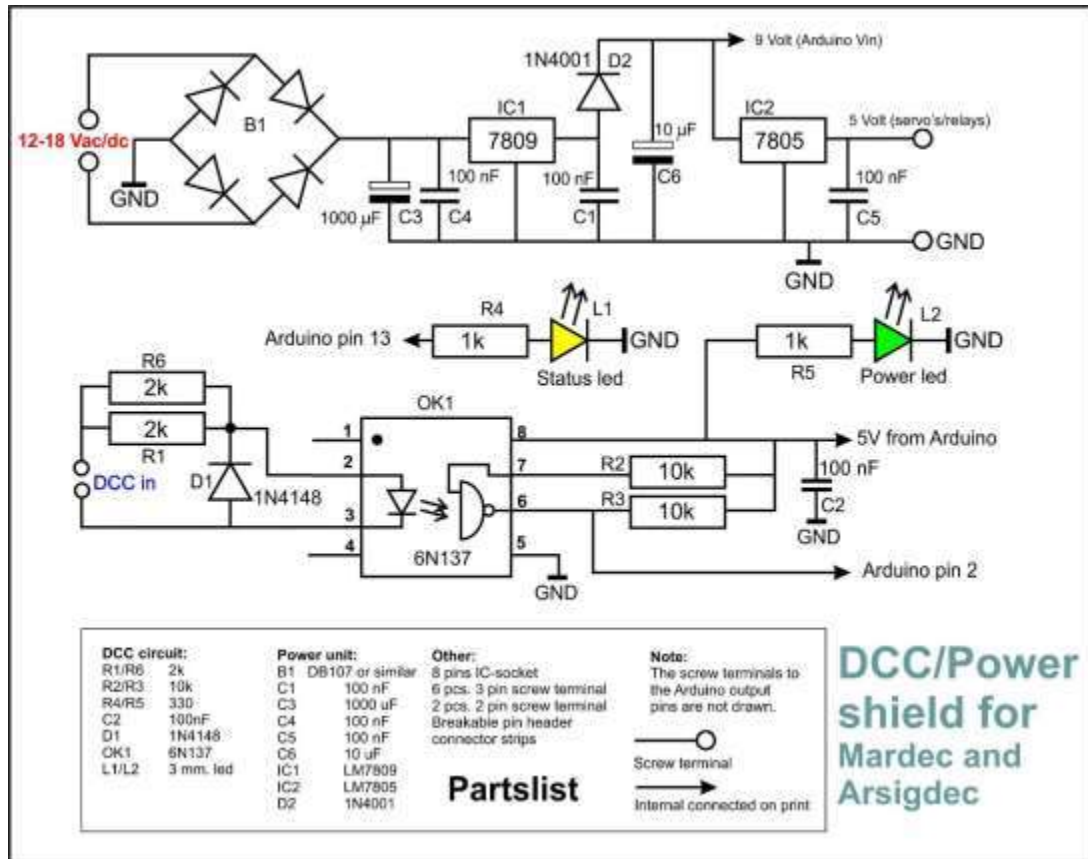 1N4001
D2
9 Volt (Arduino Vin)
IC1
IC2
12-18 Vac/dc
B1
7809
10 µF
7805
5 Volt (servo's/relays)
100 nF
100 nF
100 nF
GND
1000 µF
C3
C4
C1
C6
C5
GND
GND
R4
L1
L2
Arduino pin 13
1k
GND
1k
GND
Status led
R5
Power led
R6
2k
OK1
2k
1
8
5V from Arduino
R1
2
7
R2
10k
100 nF
DCC in
D1
1N4148
6
R3
10k
C2
3
GND
4
6N137
5
GND
Arduino pin 2
DCC circuit:
R1/R6 2k
R2/R3 10k
R4/R5 330
C2 100nF
D1 1N4148
OK1 6N137
L1/L2 3 mm. led
Power unit:
B1 DB107 or similar
C1 100 nF
C3 1000 uF
C4 100 nF
C5 100 nF
C6 10 uF
IC1 LM7809
IC2 LM7805
D2 1N4001
Other:
8 pins IC-socket
6 pcs. 3 pin screw terminal
2 pcs. 2 pin screw terminal
Breakable pin header
connector strips
Partslist
Note:
The screw terminals to
the Arduino output
pins are not drawn.
Screw terminal
Internal connected on print
DCC/Power
shield for
Mardec and
Arsigdec